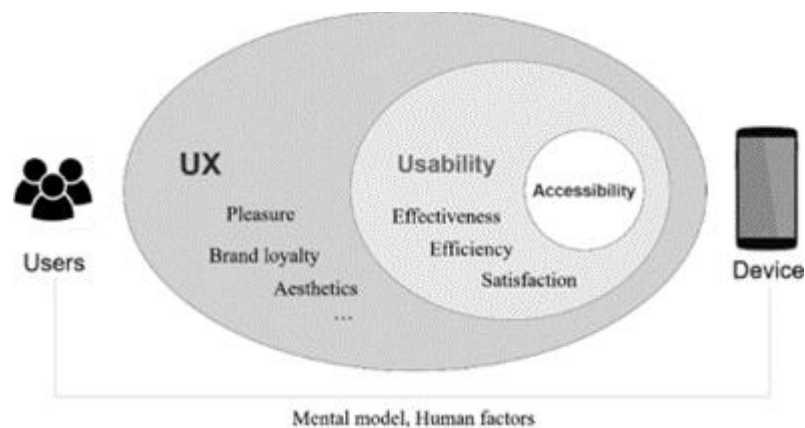 UX
Usability
Accessibility
Pleasure
Effectiveness
Brand loyalty
Efficiency
Aesthetics
Satisfaction
...
Users
Device
Mental model, Human factors